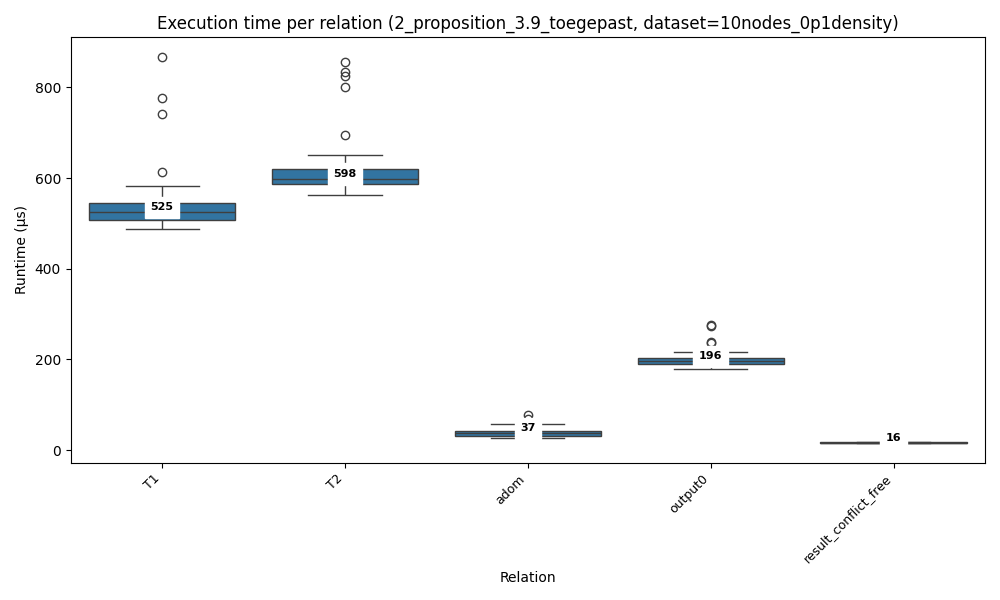 Execution time per relation (2_proposition_3.9_toegepast, dataset=10nodes_0p1density)
Runtime (µs)
800
600
400
200
0
525
598
37
196
16
T1
T2
adom
output0
result_conflict_free
Relation